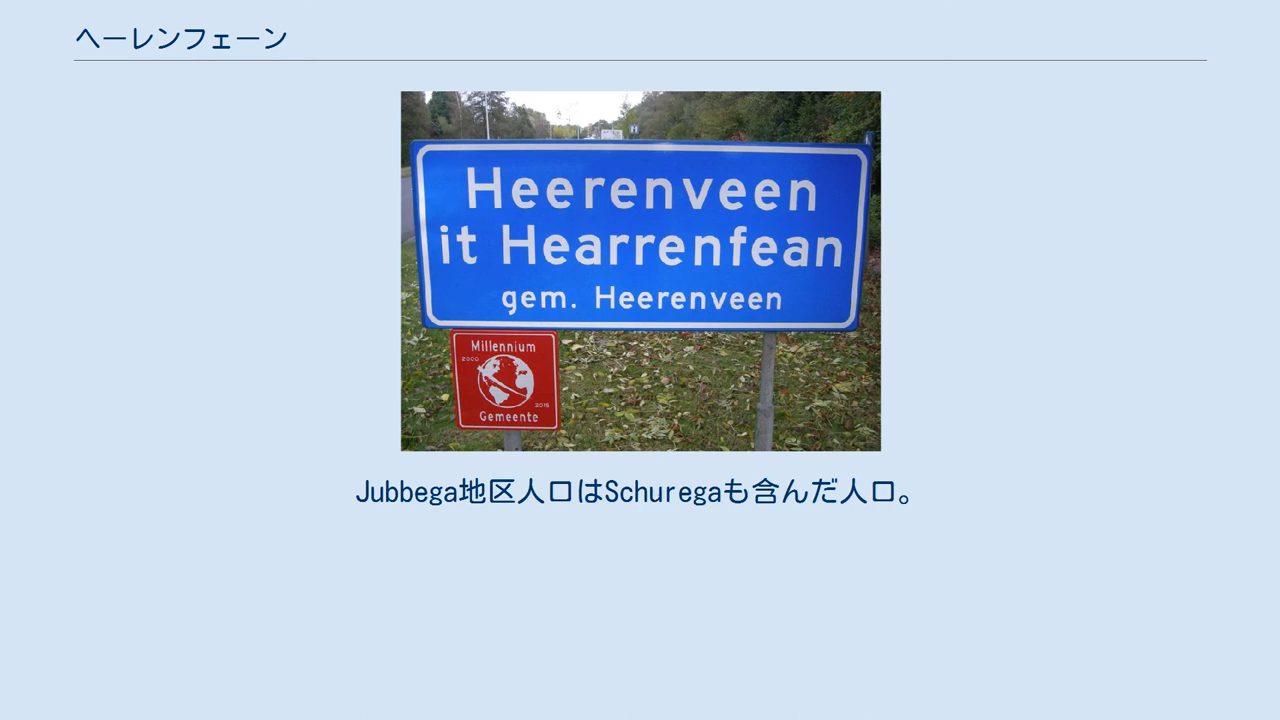 ヘーレンフェーン
Heerenveen
it Hearrenfean
gem. Heerenveen
Millennium
2000
2015
Gemeente
Jubbega地区人口はSchuregaも含んだ人口。